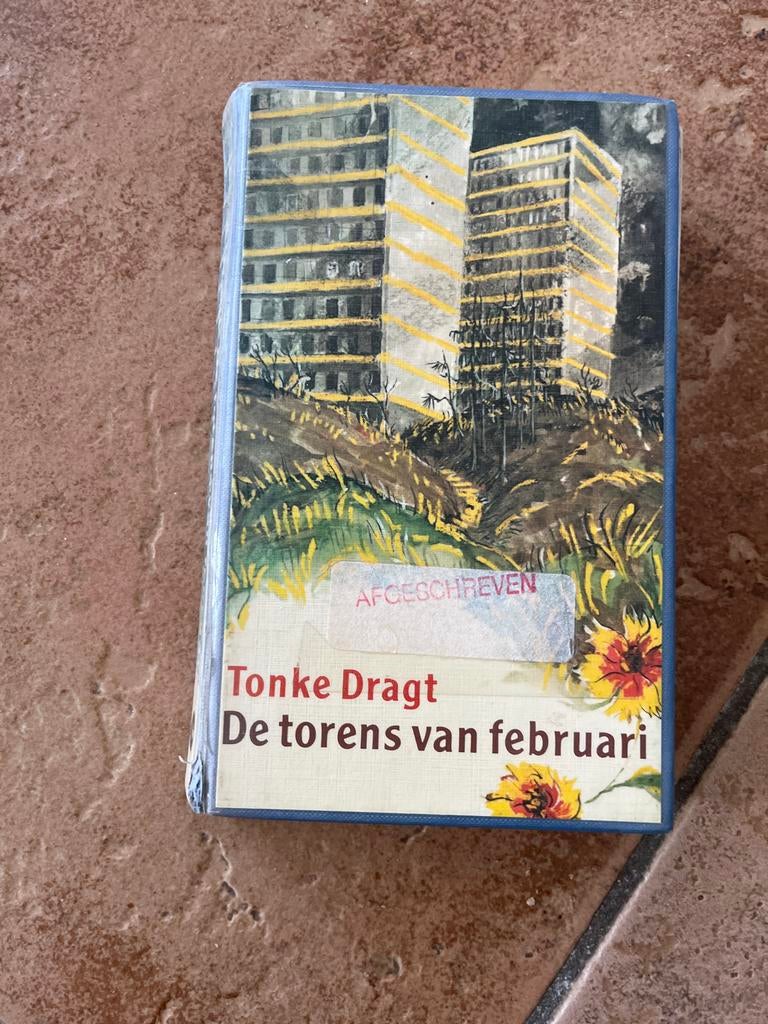 AFGESCHREVEN
Tonke Dragt
De torens van februari